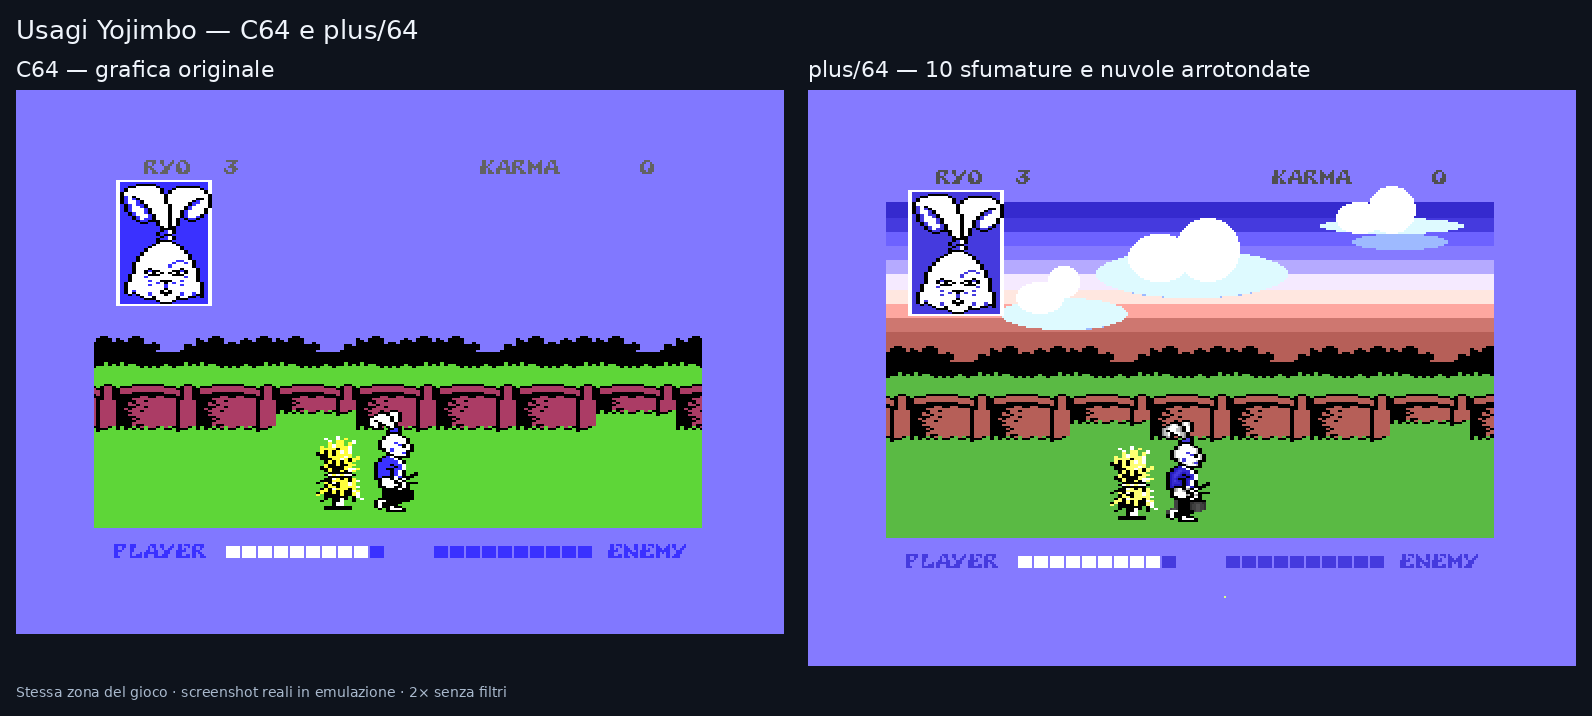 Usagi Yojimbo — C64 e plus/64
C64 — grafica originale
RYO 3 KARMA 0
PLAYER ENEMY
plus/64 — 10 sfumature e nuvole arrotondate
RYO 3 KARMA 0
PLAYER ENEMY
Stessa zona del gioco · screenshot reali in emulazione · 2× senza filtri